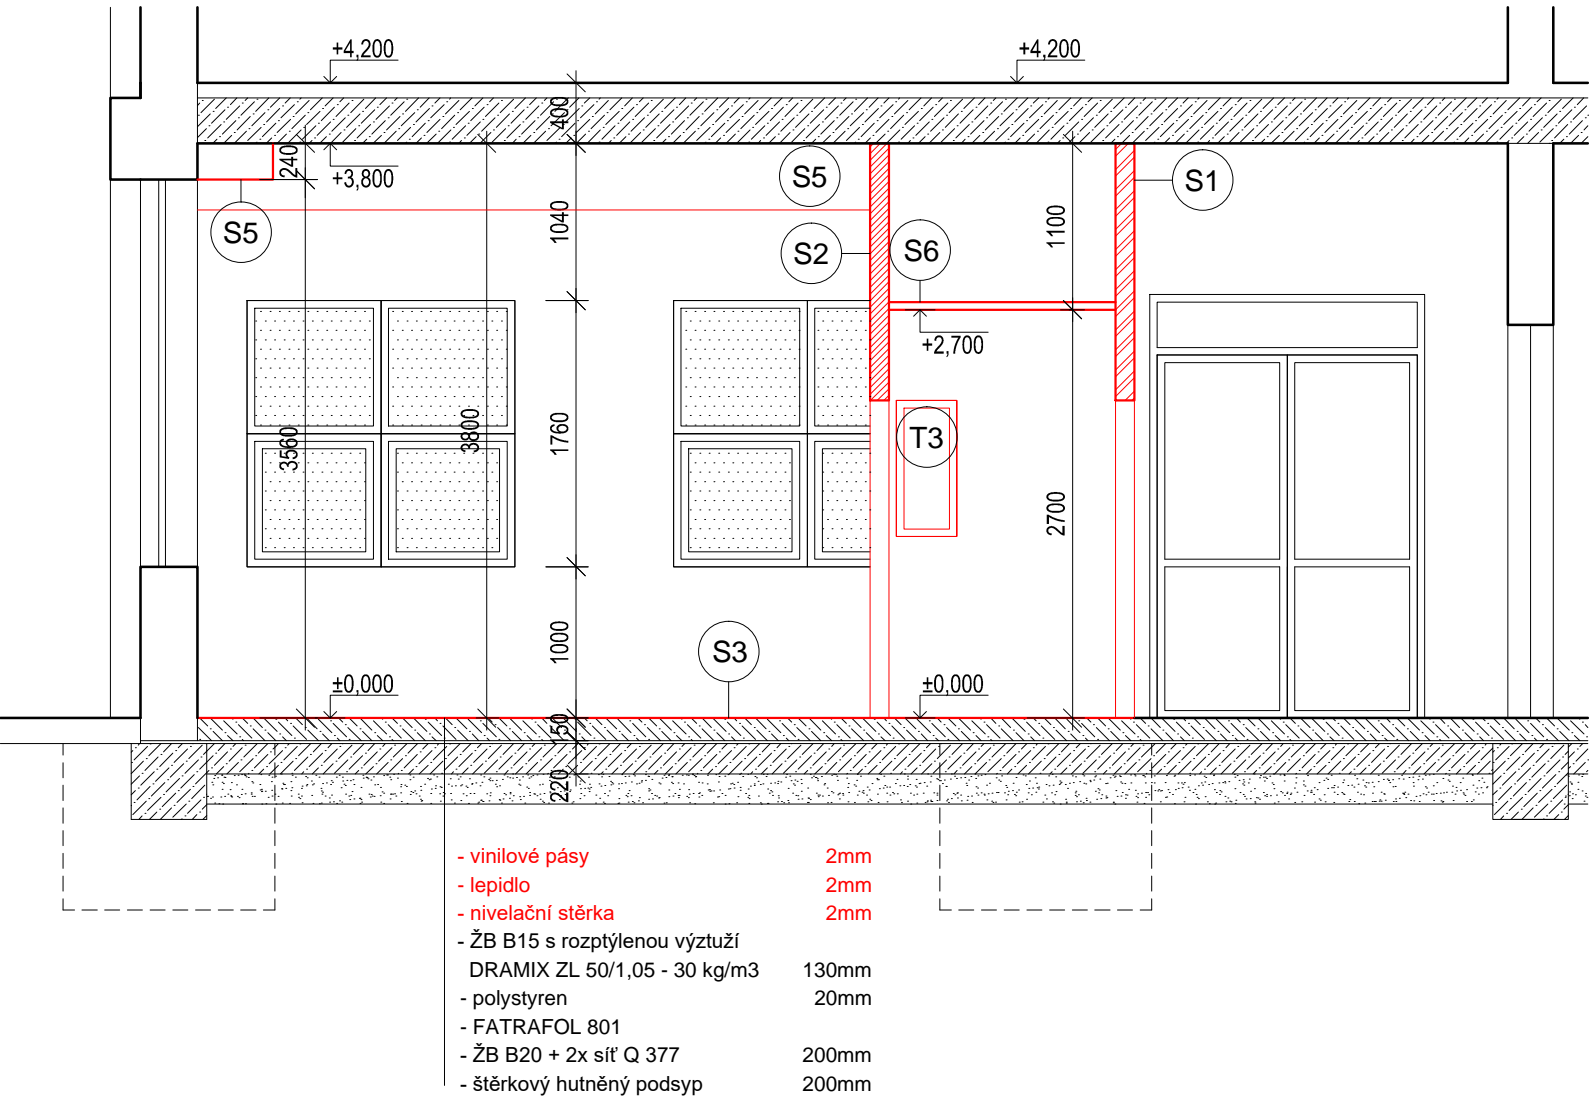 +4,200
+4,200
400
240
+3,800
S5
S1
S5
1040
1100
S2
S6
+2,700
3560
3800
1760
T3
2700
1000
S3
±0,000
±0,000
150
220
- vinilové pásy 2mm
- lepidlo 2mm
- nivelační stěrka 2mm
- ŽB B15 s rozptýlenou výztuží
DRAMIX ZL 50/1,05 - 30 kg/m3 130mm
- polystyren 20mm
- FATRAFOL 801
- ŽB B20 + 2x síť Q 377 200mm
- štěrkový hutněný podsyp 200mm